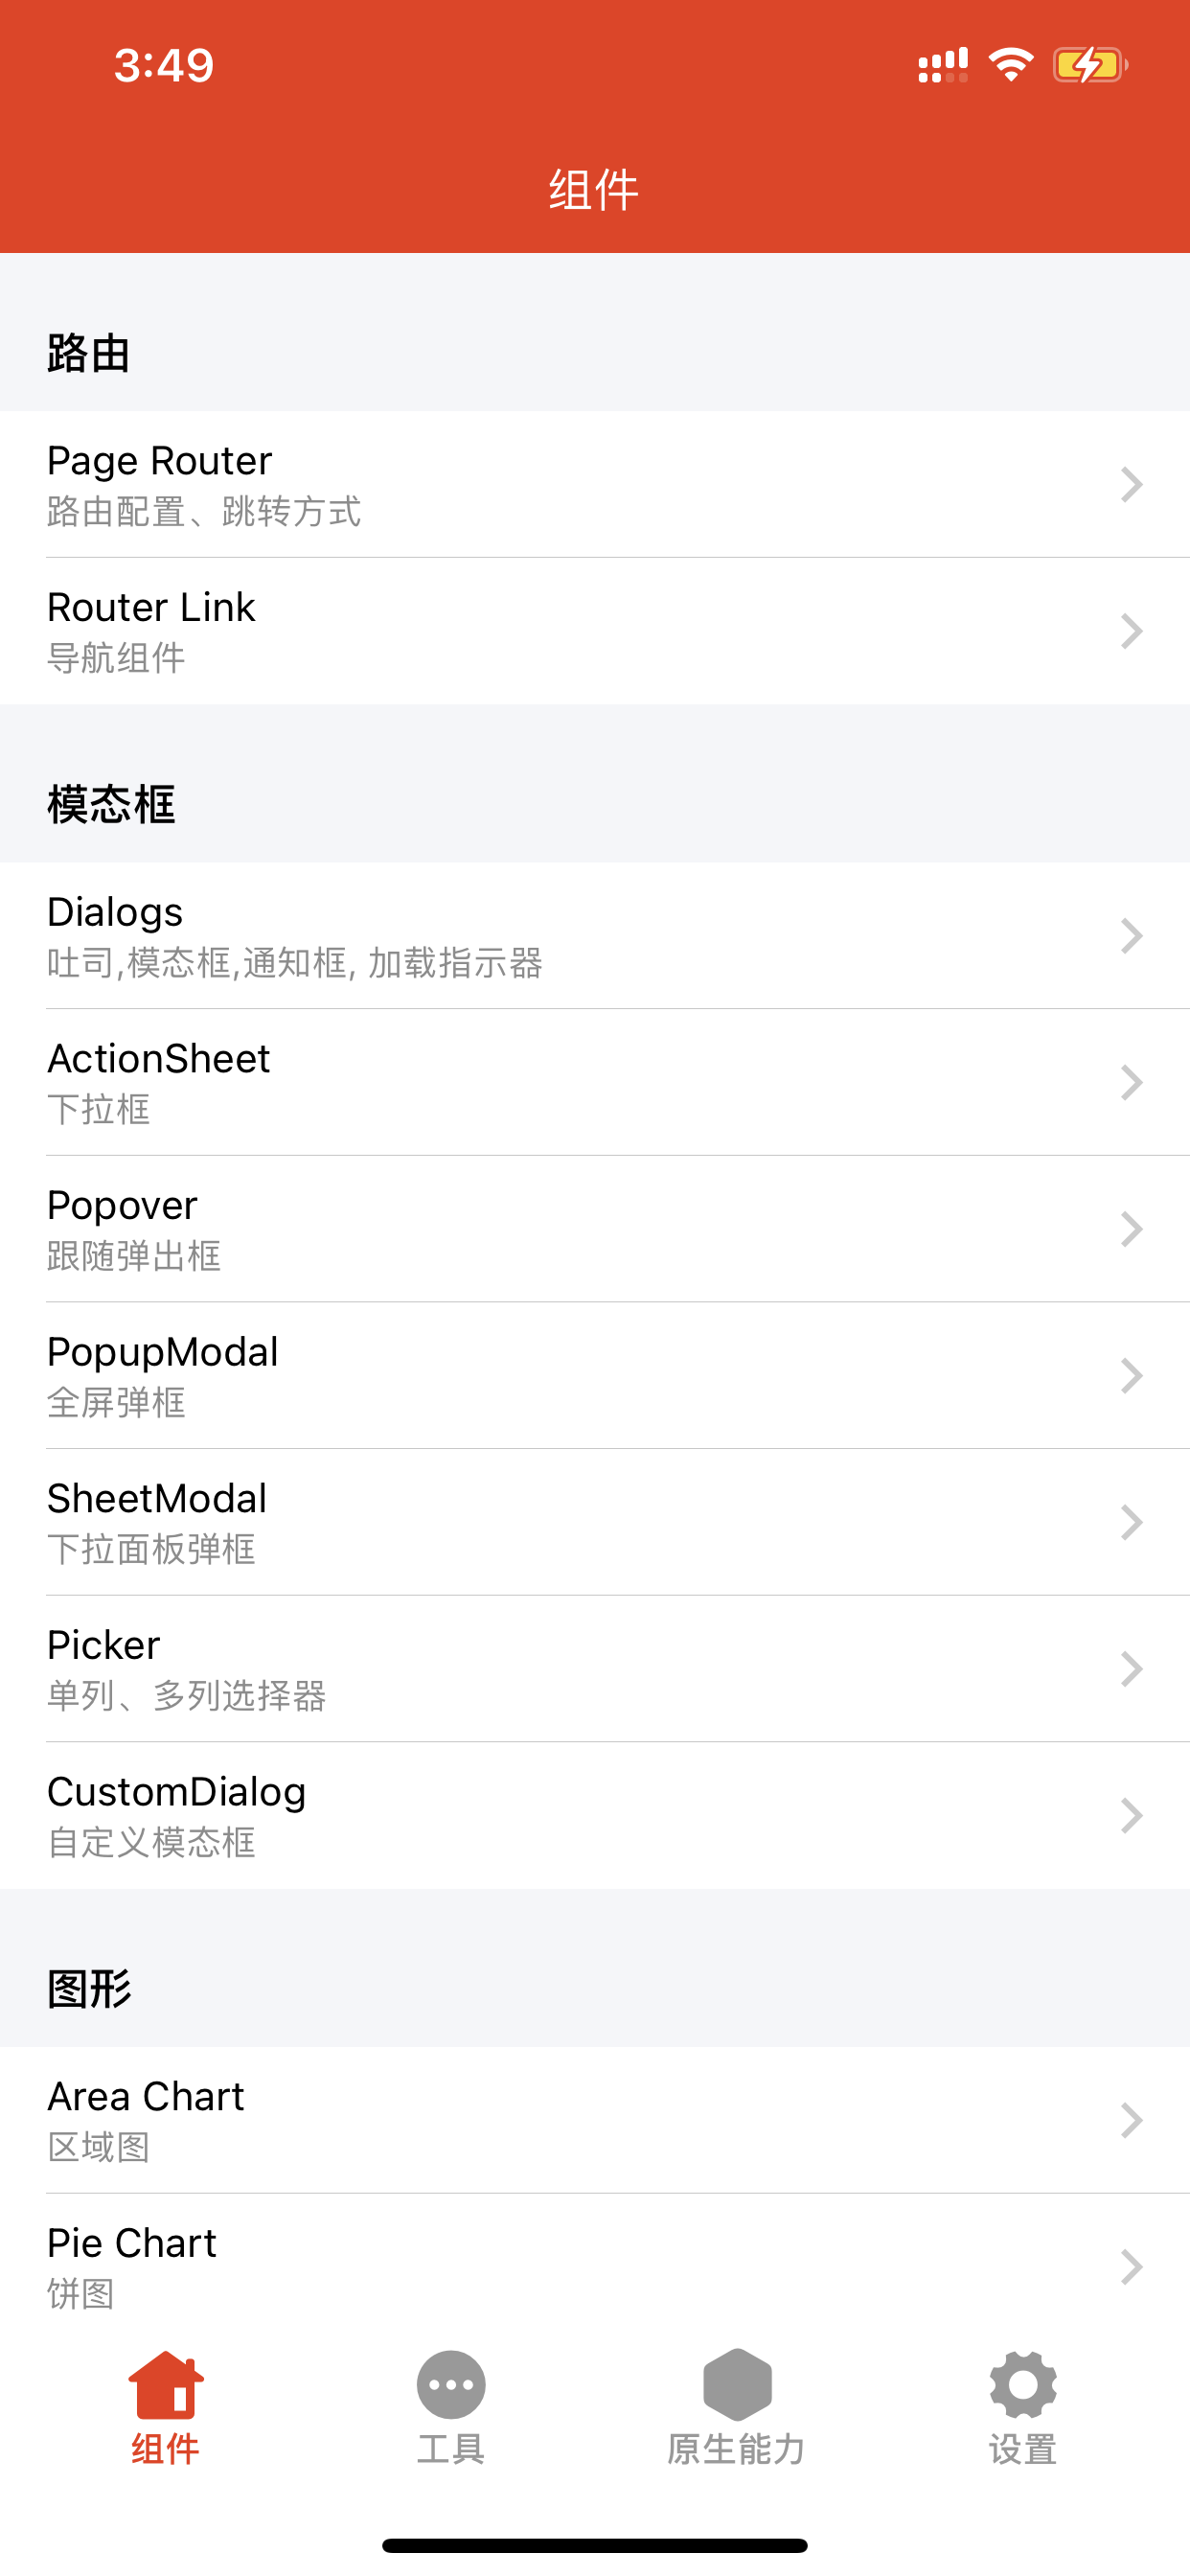 3:49
组件
路由
Page Router
路由配置、跳转方式
Router Link
导航组件
模态框
Dialogs
吐司,模态框,通知框, 加载指示器
ActionSheet
下拉框
Popover
跟随弹出框
PopupModal
全屏弹框
SheetModal
下拉面板弹框
Picker
单列、多列选择器
CustomDialog
自定义模态框
图形
Area Chart
区域图
Pie Chart
饼图
组件 工具 原生能力 设置